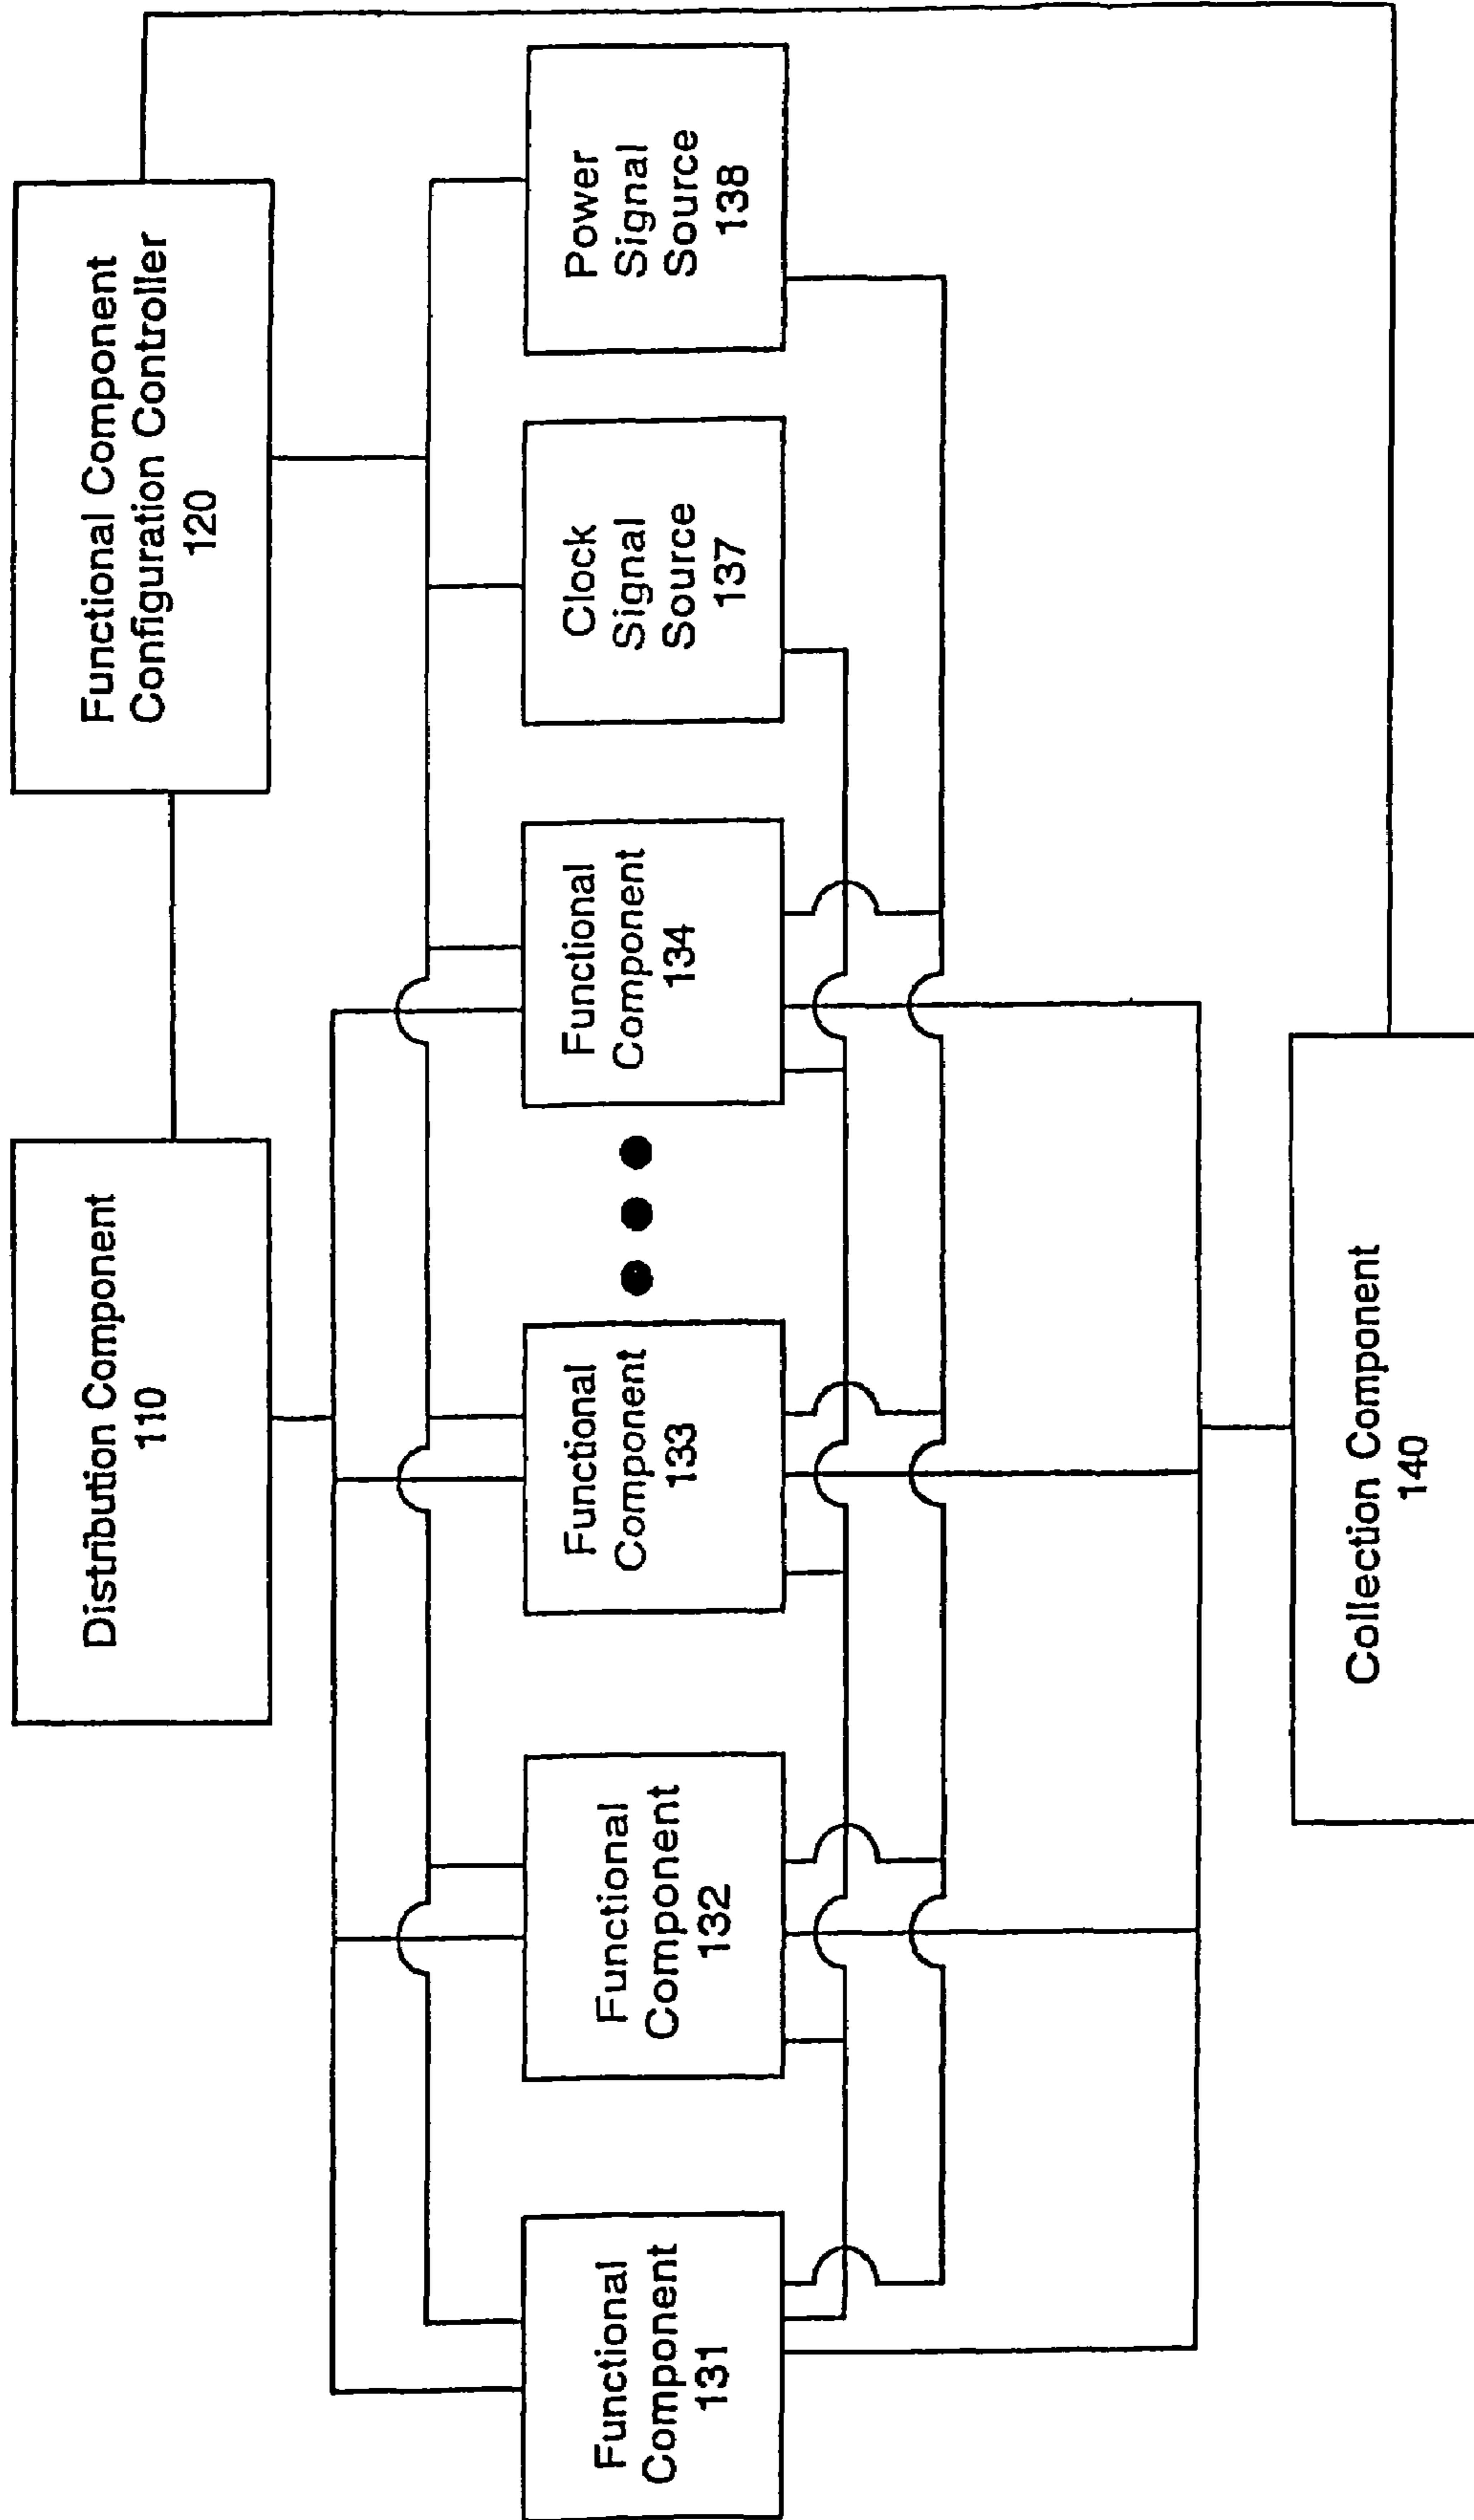 Distribution Component
110
Functional Component
Configuration Controller
120
Functional
Component
131
Functional
Component
132
Functional
Component
133
Functional
Component
134
Clock
Signal
Source
137
Power
Signal
Source
138
Collection Component
140